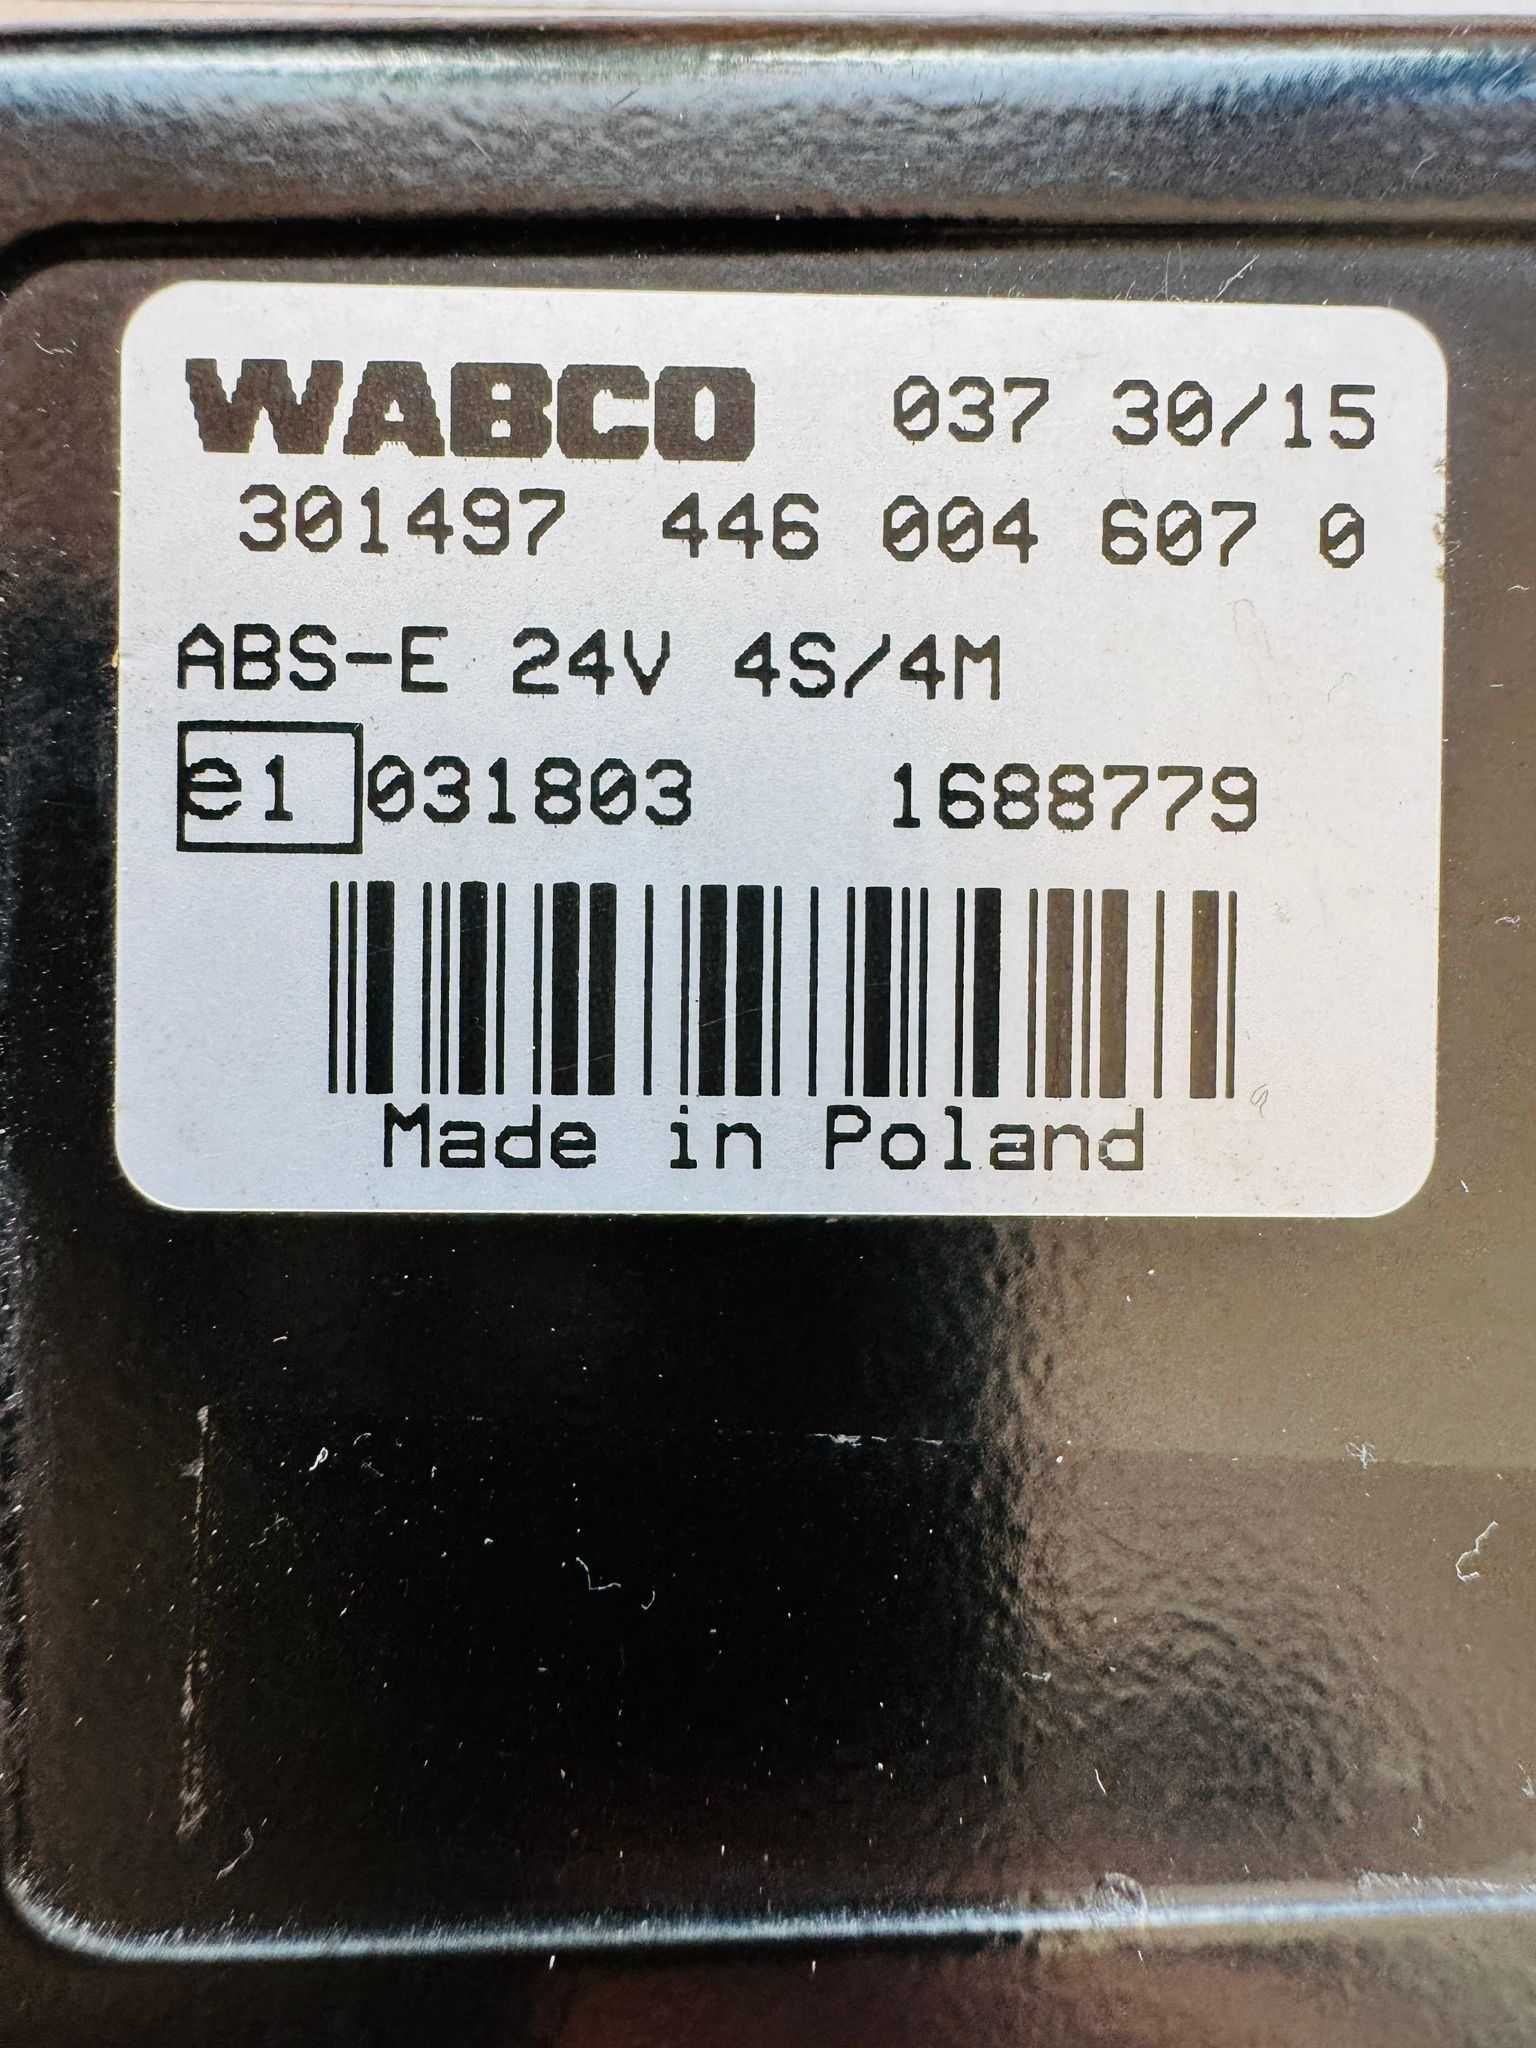 WABCO 037 30/15
301497 446 004 607 0
ABS-E 24V 4S/4M
e1 031803 1688779
Made in Poland